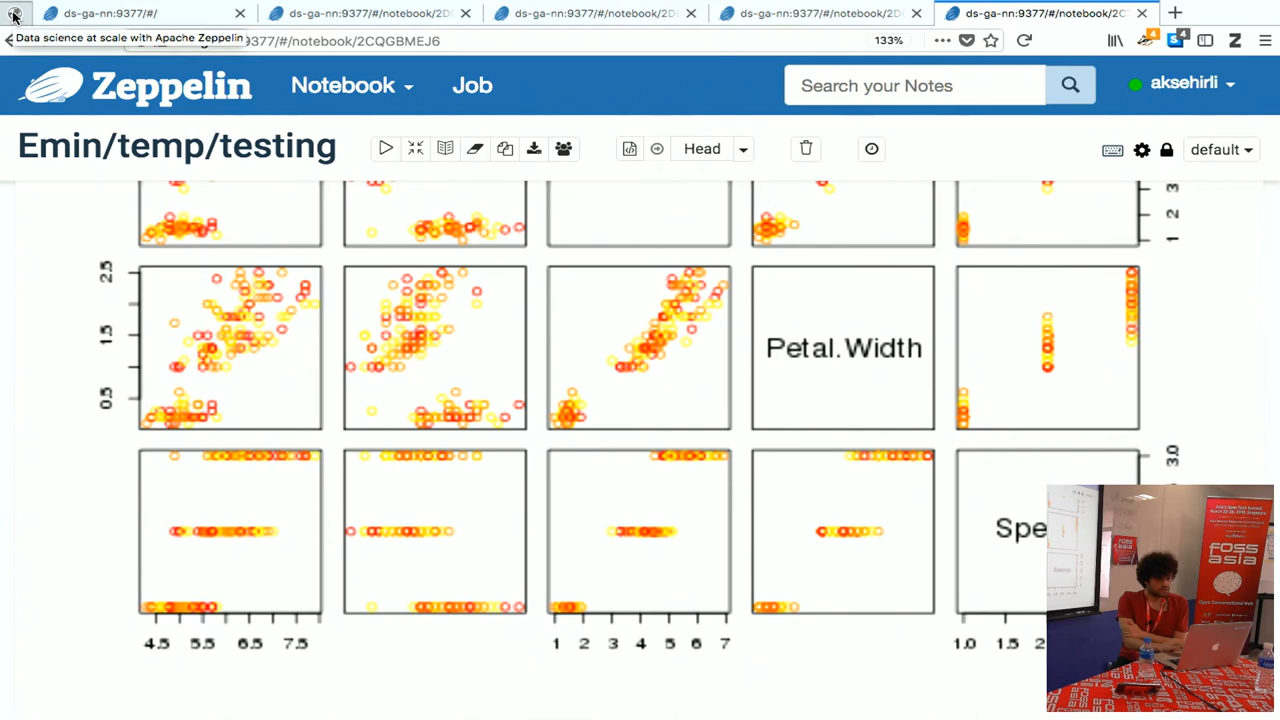 ds-ga-nn:9377/#/
ds-ga-nn:9377/#/notebook/2D
ds-ga-nn:9377/#/notebook/2D
ds-ga-nn:9377/#/notebook/2D
ds-ga-nn:9377/#/notebook/2C
Data science at scale with Apache Zeppelin
9377/#/notebook/2CQGBMEJ6
133%
4
4
Zeppelin
Notebook
Job
Search your Notes
aksehirli
Emin/temp/testing
Head
default
3
2
1
2.5
1.5
0.5
Petal.Width
3.0
Spe
4.5 5.5 6.5 7.5
1 2 3 4 5 6 7
1.0 1.5 2
FOSS
ASIA